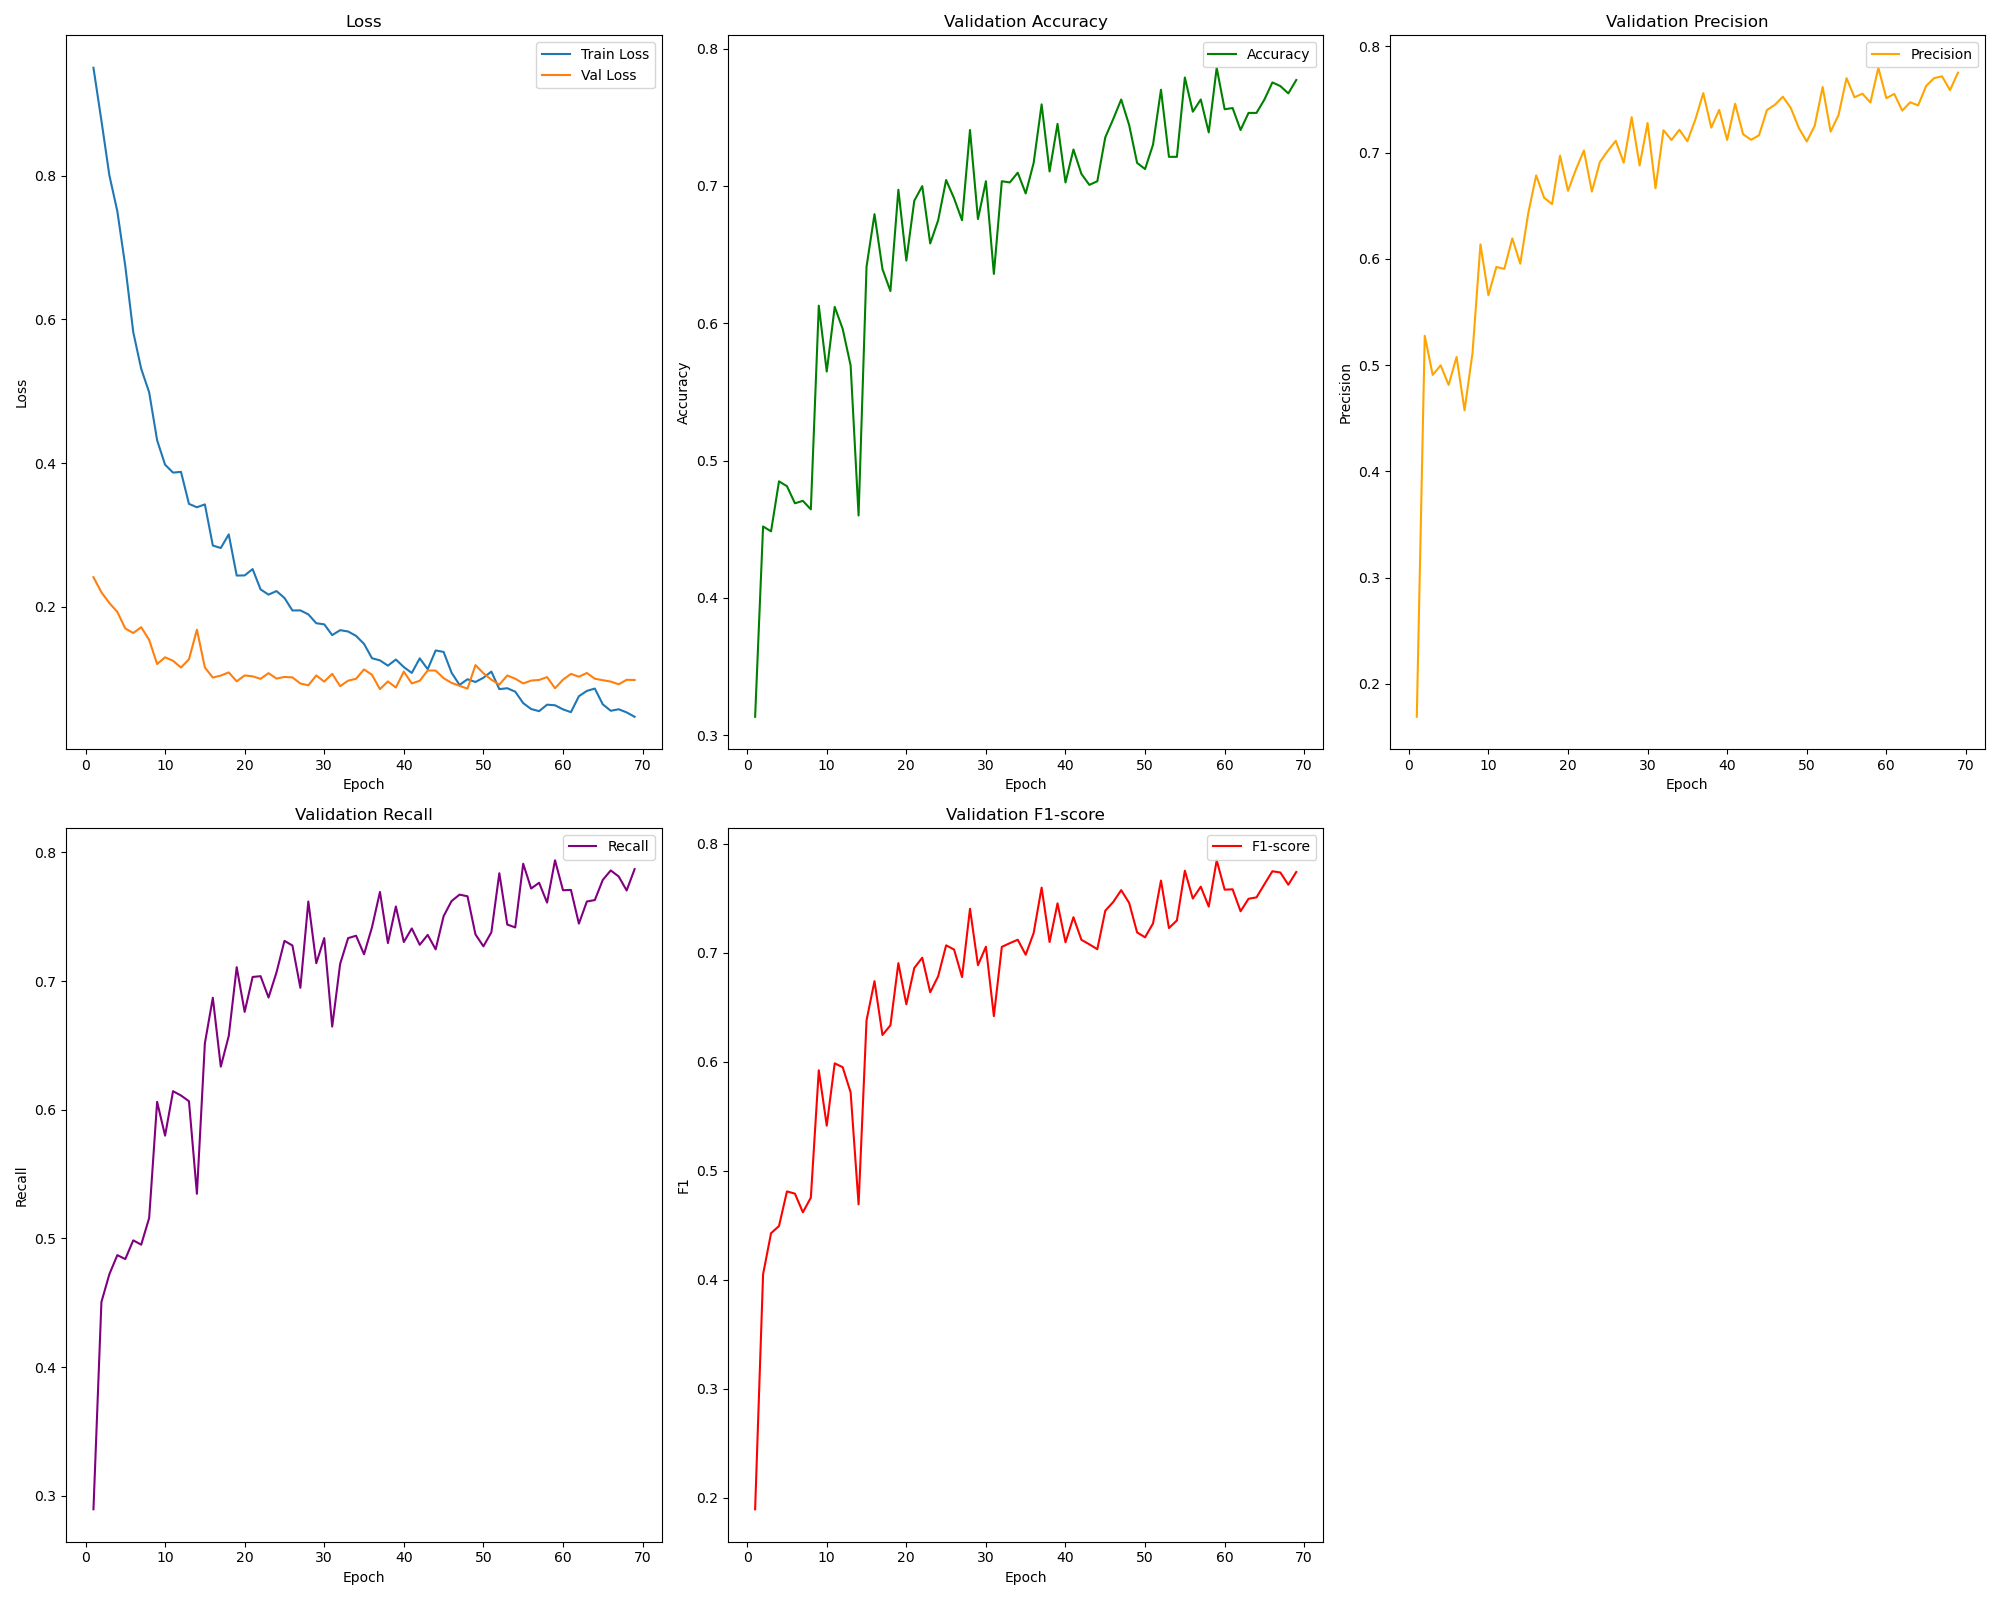 Loss
Train Loss
Val Loss
0.8
0.6
0.4
0.2
Loss
0 10 20 30 40 50 60 70
Epoch
Validation Accuracy
Accuracy
0.8
0.7
0.6
0.5
0.4
0.3
Accuracy
0 10 20 30 40 50 60 70
Epoch
Validation Precision
Precision
0.8
0.7
0.6
0.5
0.4
0.3
0.2
Precision
0 10 20 30 40 50 60 70
Epoch
Validation Recall
Recall
0.8
0.7
0.6
0.5
0.4
0.3
Recall
0 10 20 30 40 50 60 70
Epoch
Validation F1-score
F1-score
0.8
0.7
0.6
0.5
0.4
0.3
0.2
F1
0 10 20 30 40 50 60 70
Epoch